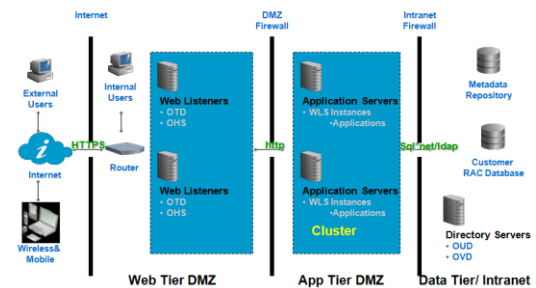 Internet
DMZ
Firewall
Intranet
Firewall
External
Users
Internal
Users
Web Listeners
• OTD
• OHS
Application Servers
• WLS Instances
•Applications
Metadata
Repository
HTTPS
http
Sql net/ldap
Internet
Router
Customer
RAC Database
Web Listeners
• OTD
• OHS
Application Servers
• WLS Instances
•Applications
Cluster
Wireless&
Mobile
Directory Servers
• OUD
• OVD
Web Tier DMZ
App Tier DMZ
Data Tier/ Intranet